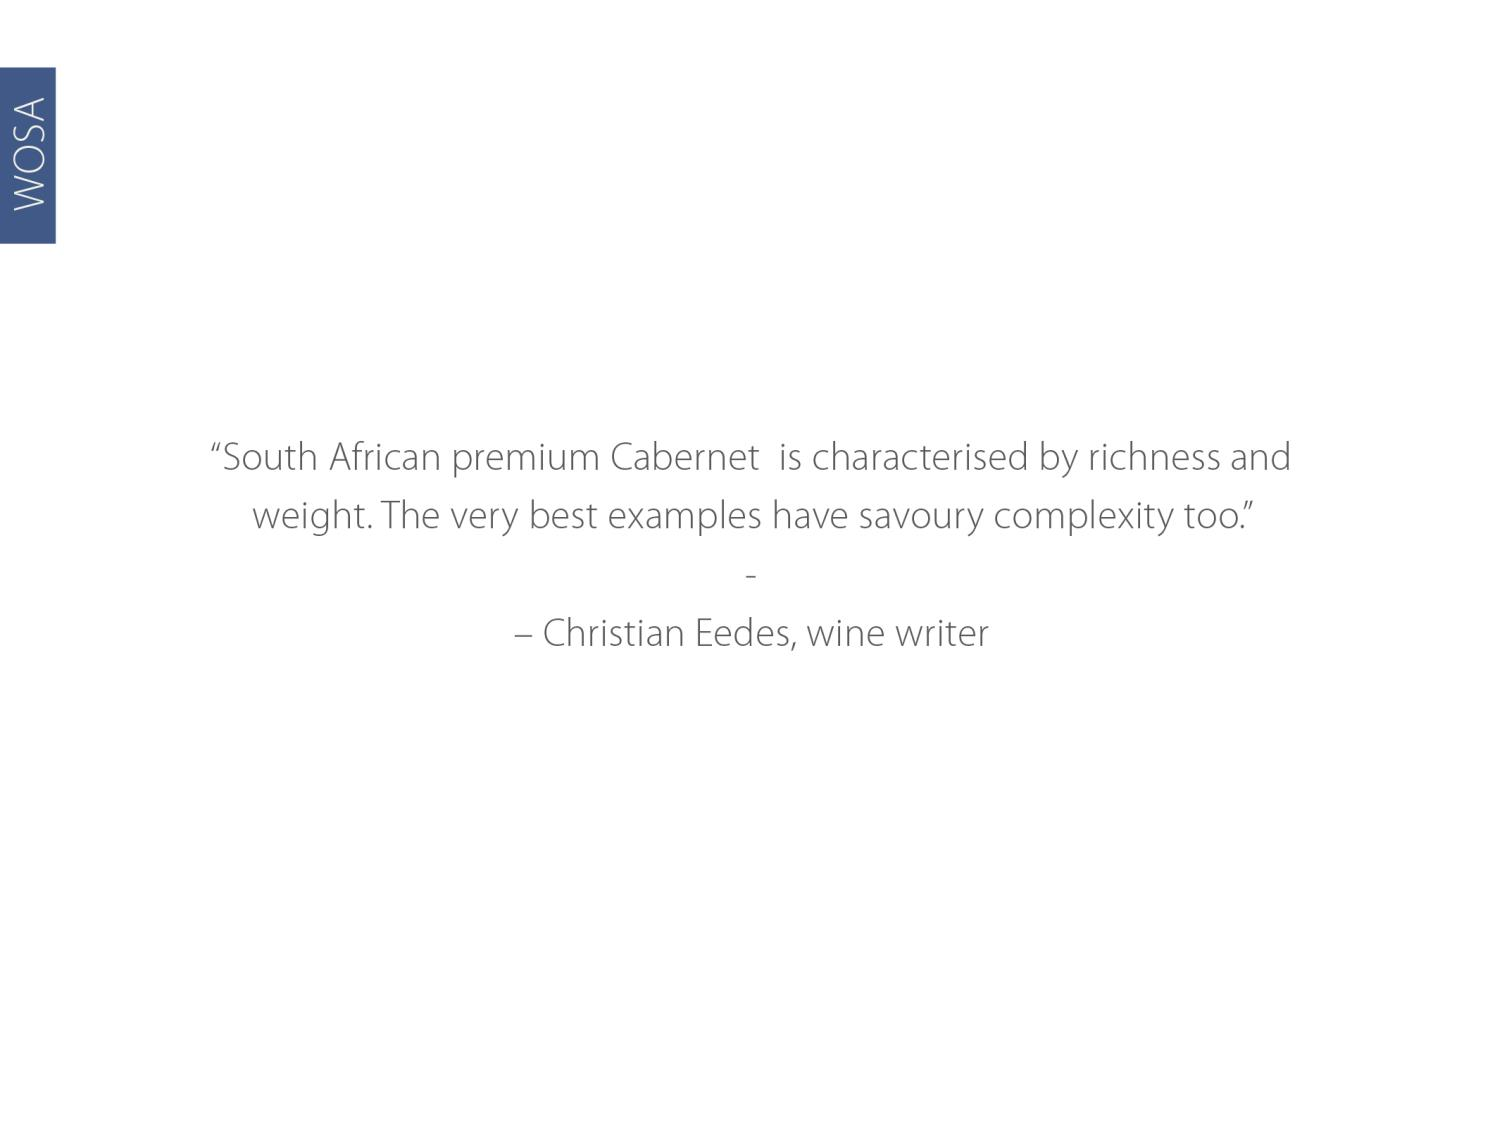 WOSA
“South African premium Cabernet  is characterised by richness and
weight. The very best examples have savoury complexity too.”
-
– Christian Eedes, wine writer